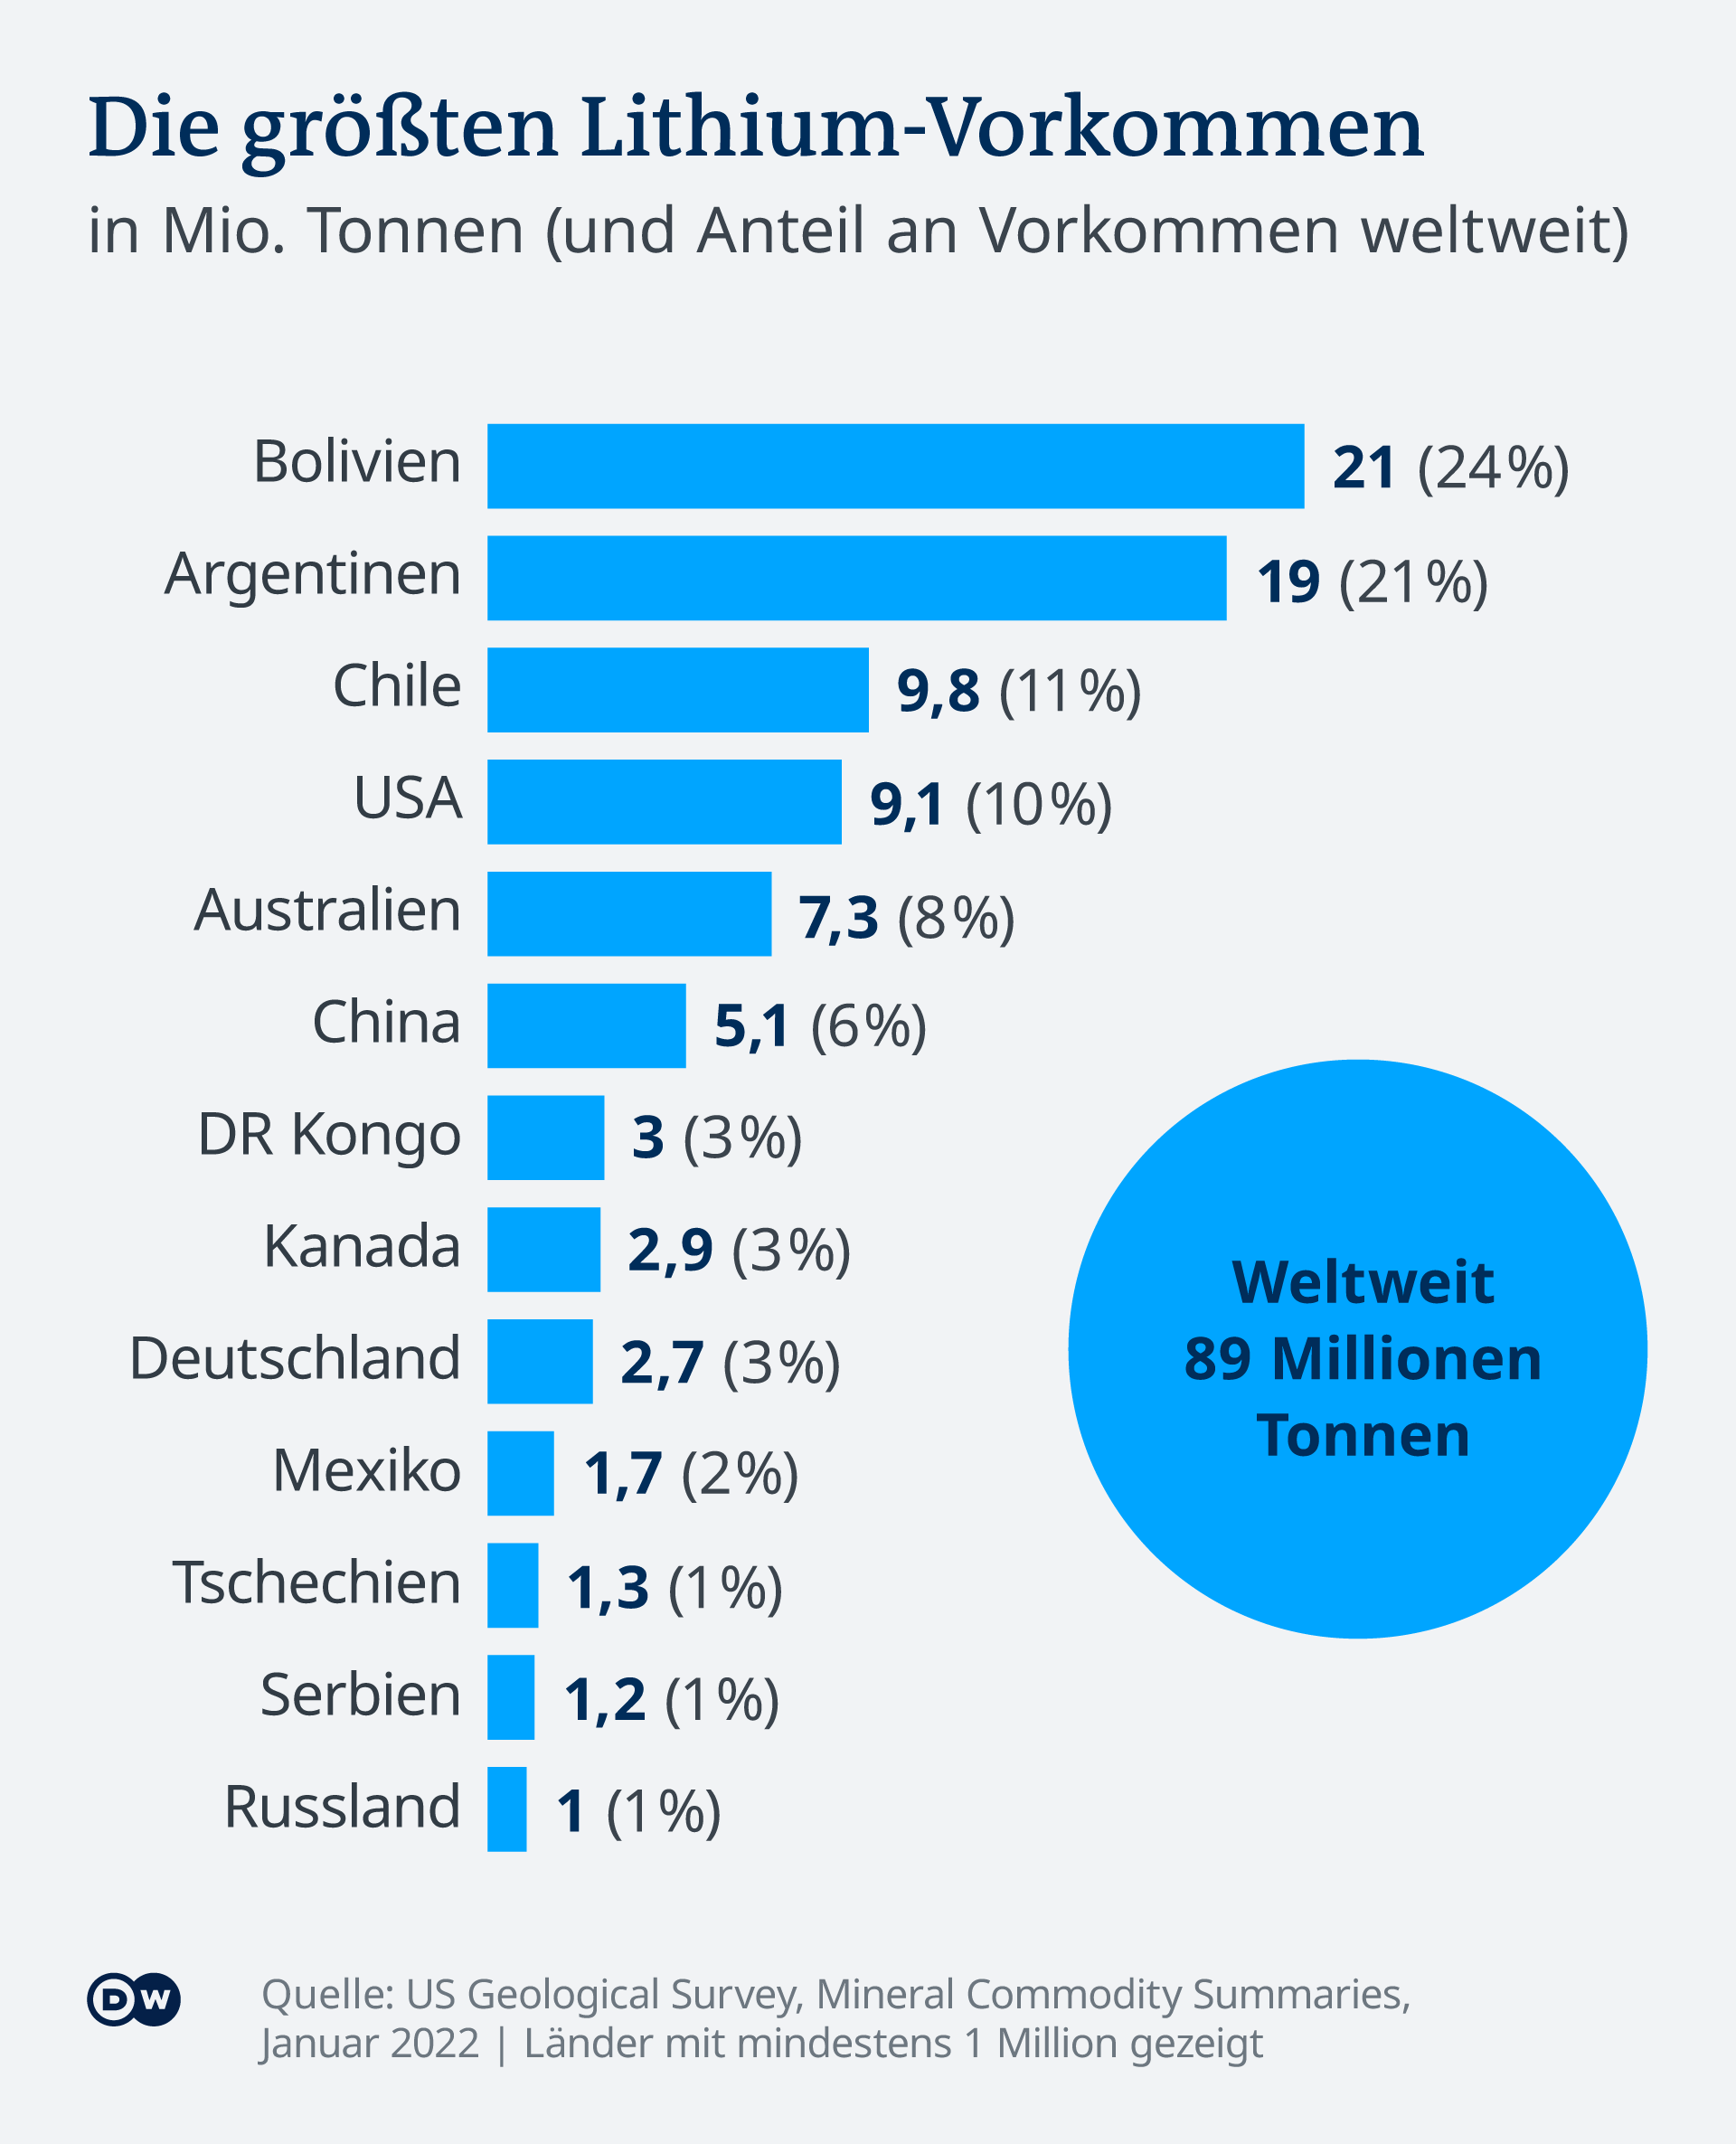 Die größten Lithium-Vorkommen
in Mio. Tonnen (und Anteil an Vorkommen weltweit)
Bolivien 21 (24%)
Argentinen 19 (21%)
Chile 9,8 (11%)
USA 9,1 (10%)
Australien 7,3 (8%)
China 5,1 (6%)
DR Kongo 3 (3%)
Kanada 2,9 (3%)
Deutschland 2,7 (3%)
Mexiko 1,7 (2%)
Tschechien 1,3 (1%)
Serbien 1,2 (1%)
Russland 1 (1%)
Weltweit
89 Millionen
Tonnen
DW
Quelle: US Geological Survey, Mineral Commodity Summaries,
Januar 2022 | Länder mit mindestens 1 Million gezeigt